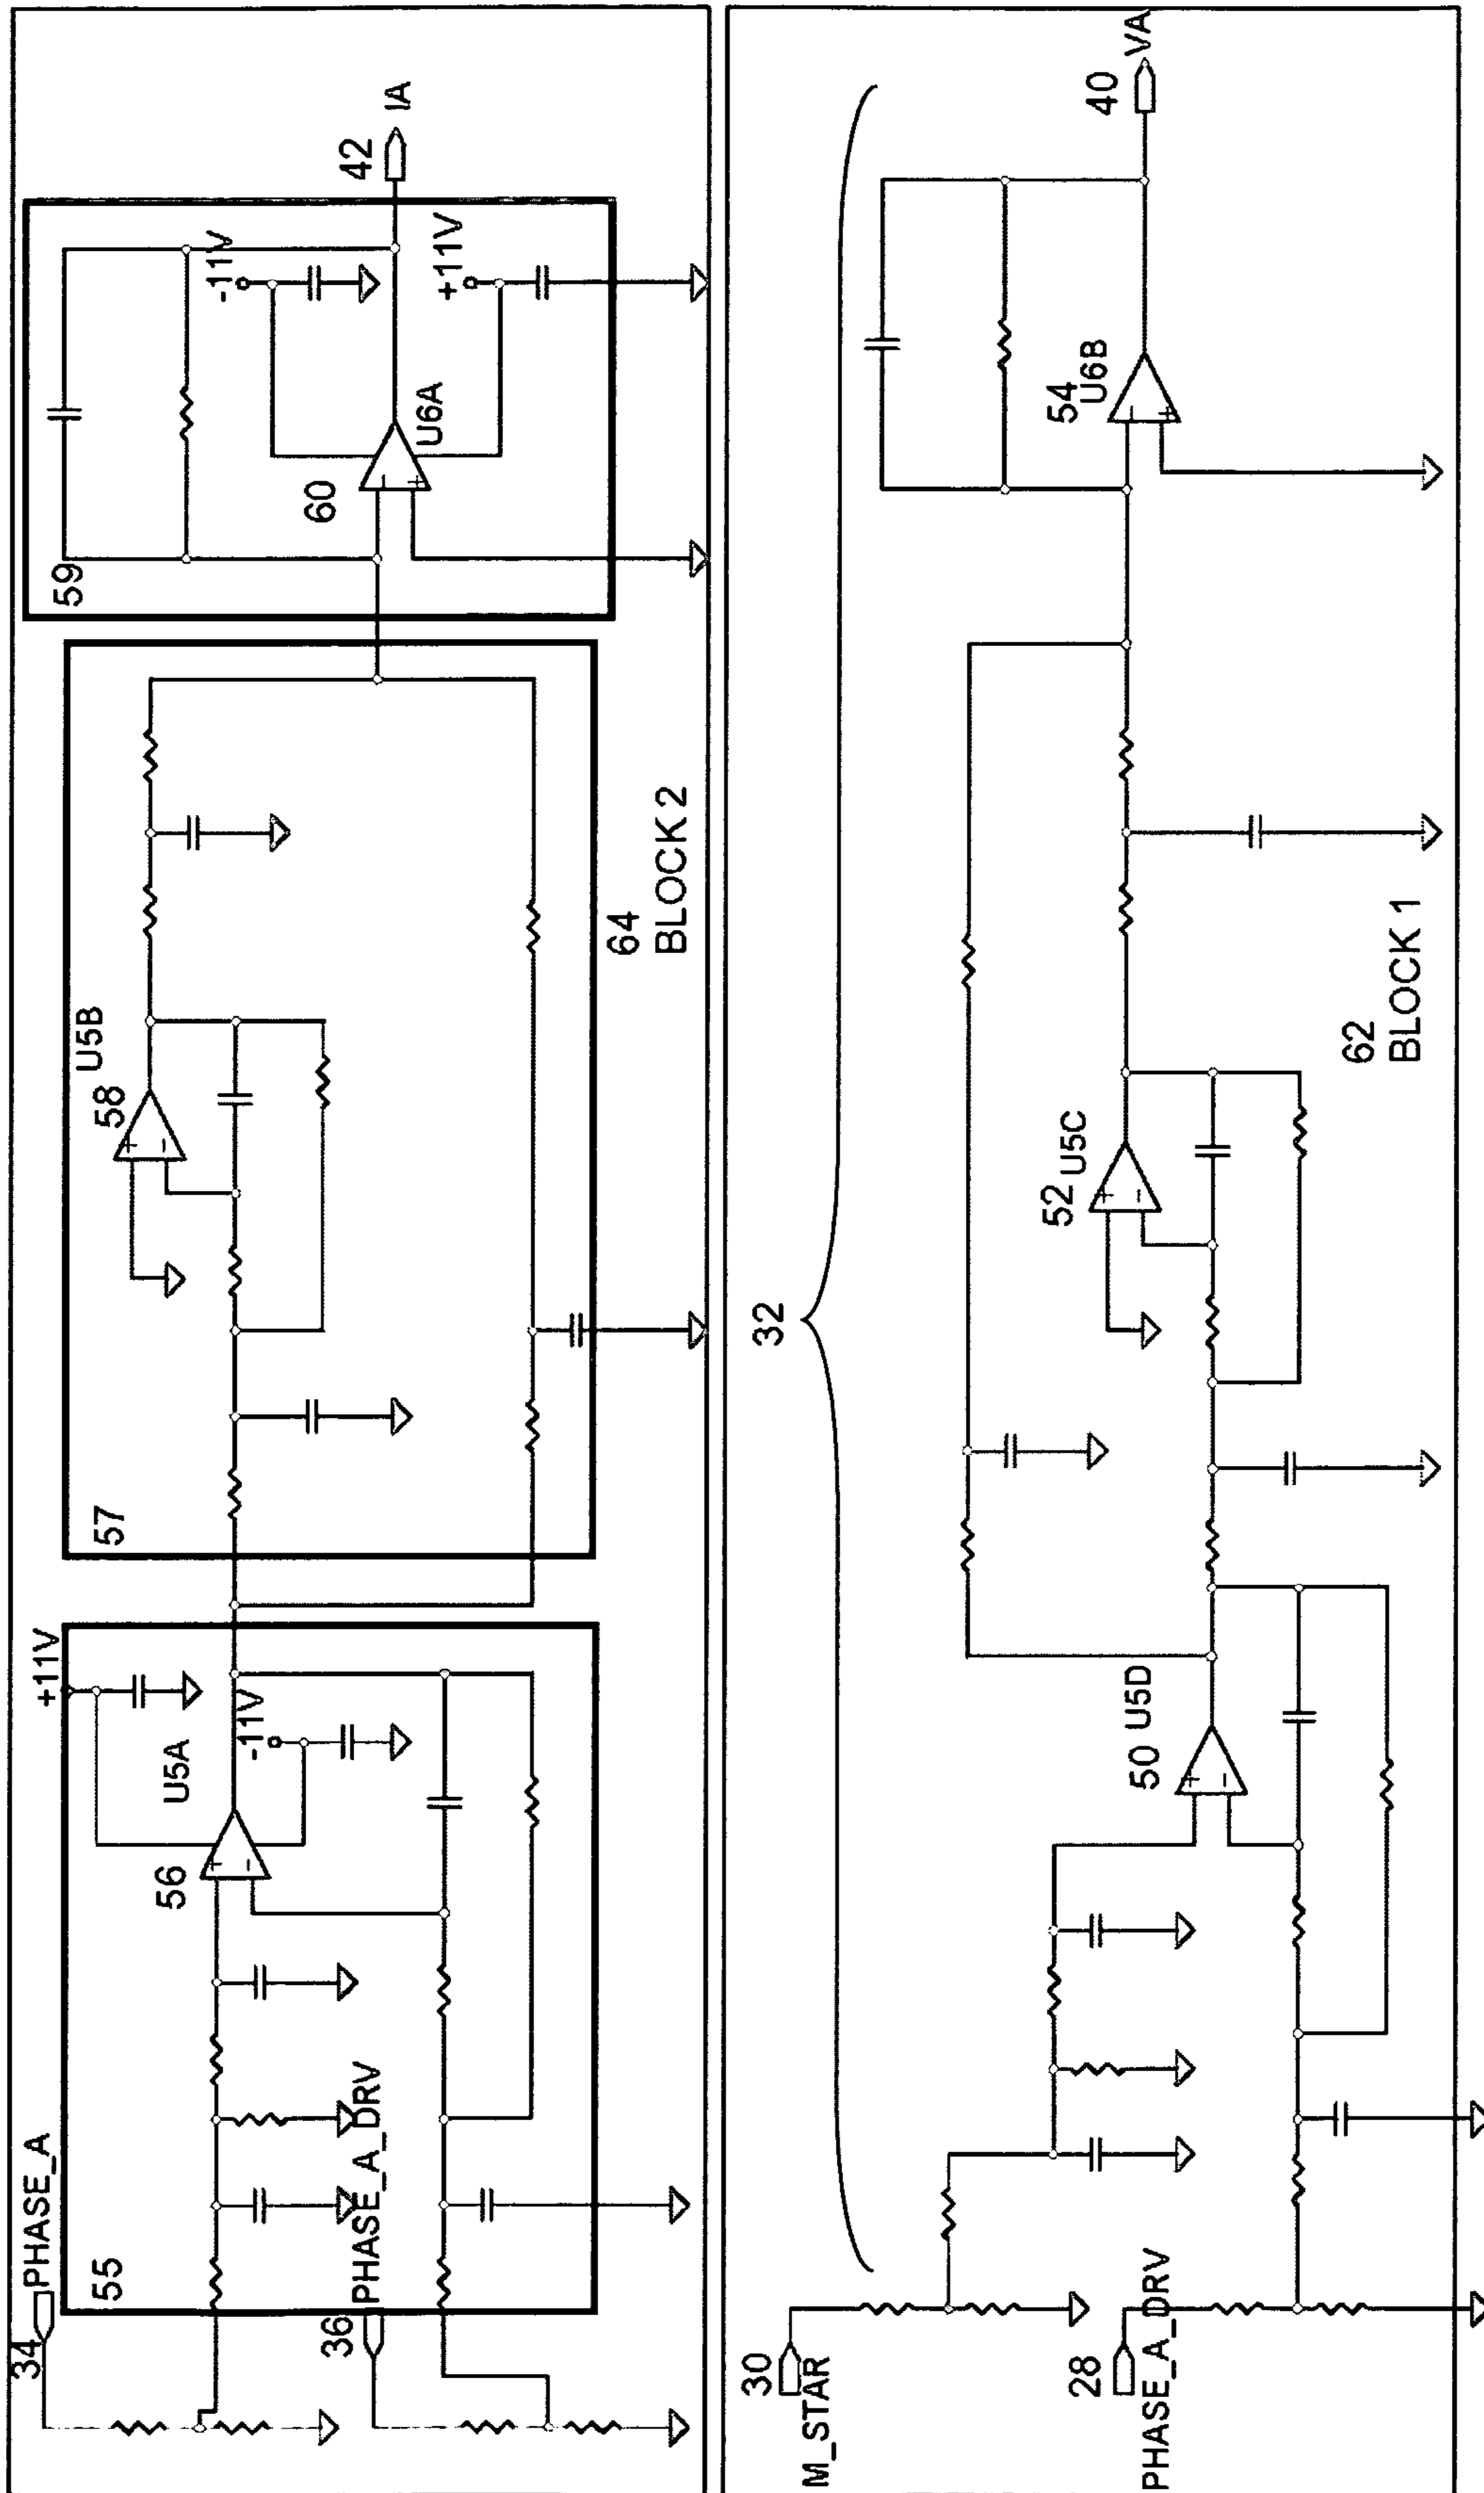 34
PHASE_A
55
36
PHASE_A_DRV
56
U5A
+11V
-11V
57
58
U5B
64
BLOCK 2
59
60
U6A
-11V
+11V
42
IA
32
30
M_STAR
28
PHASE_A_DRV
50
U5D
52
U5C
62
BLOCK 1
54
U6B
40
VA